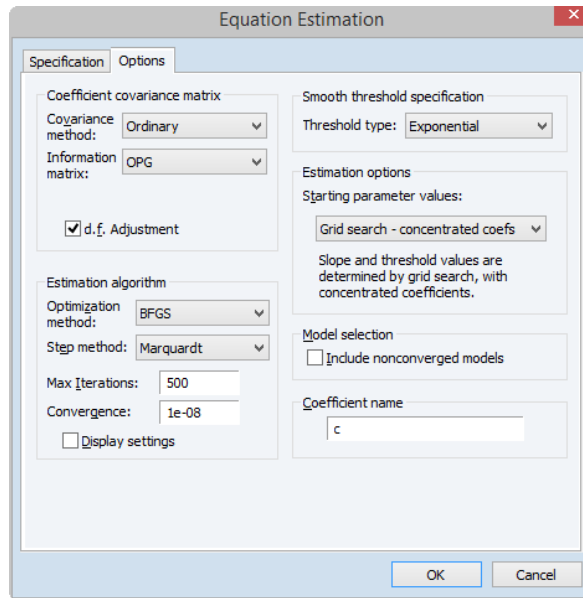 Equation Estimation
Specification
Options
Coefficient covariance matrix
Covariance
method:
Ordinary
Information
matrix:
OPG
d.f. Adjustment
Estimation algorithm
Optimization
method:
BFGS
Step method:
Marquardt
Max Iterations:
500
Convergence:
1e-08
Display settings
Smooth threshold specification
Threshold type:
Exponential
Estimation options
Starting parameter values:
Grid search - concentrated coefs
Slope and threshold values are
determined by grid search, with
concentrated coefficients.
Model selection
Include nonconverged models
Coefficient name
c
OK
Cancel